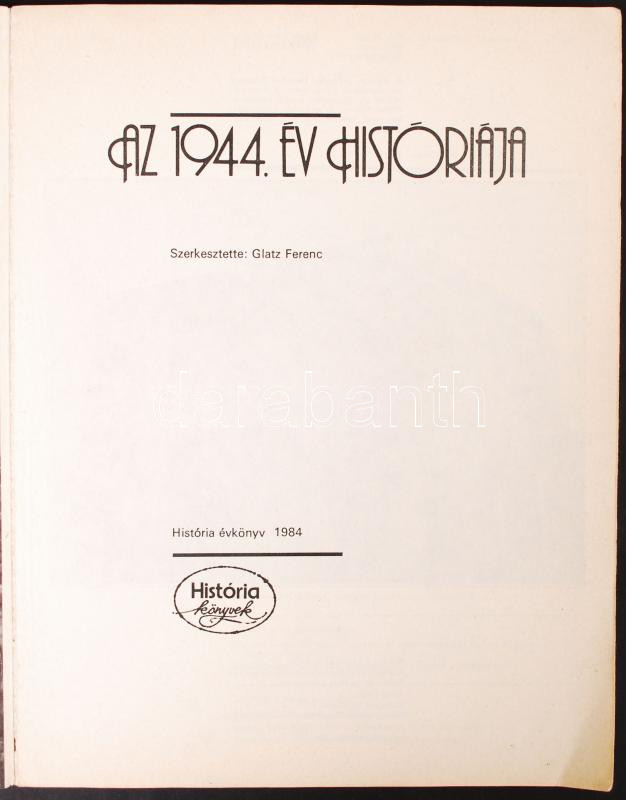 AZ 1944. ÉV HISTÓRIÁJA
Szerkesztette: Glatz Ferenc
darabanth
História évkönyv 1984
História
könyvek